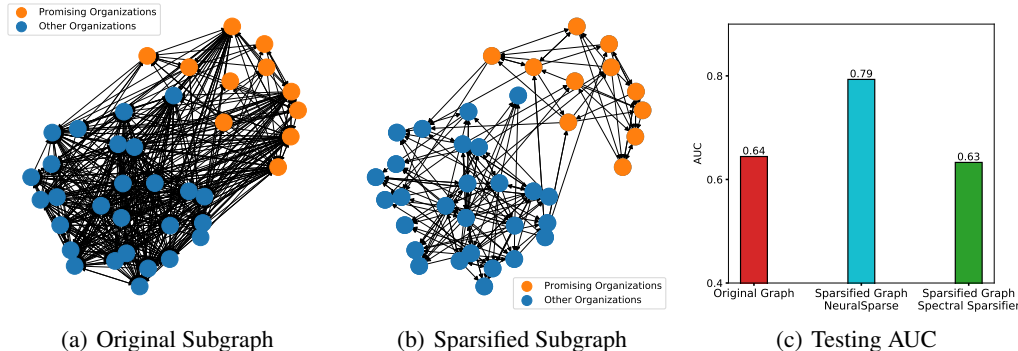 Promising Organizations
Other Organizations
Promising Organizations
Other Organizations
AUC
0.8
0.6
0.4
0.64
0.79
0.63
Original Graph
Sparsified Graph
NeuralSparse
Sparsified Graph
Spectral Sparsifier
(a) Original Subgraph
(b) Sparsified Subgraph
(c) Testing AUC